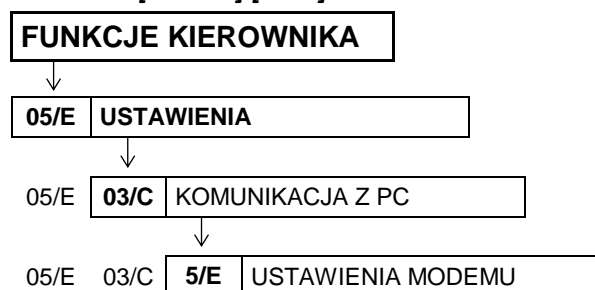 FUNKCJE KIEROWNIKA
05/E USTAWIENIA
05/E 03/C KOMUNIKACJA Z PC
05/E 03/C 5/E USTAWIENIA MODEMU